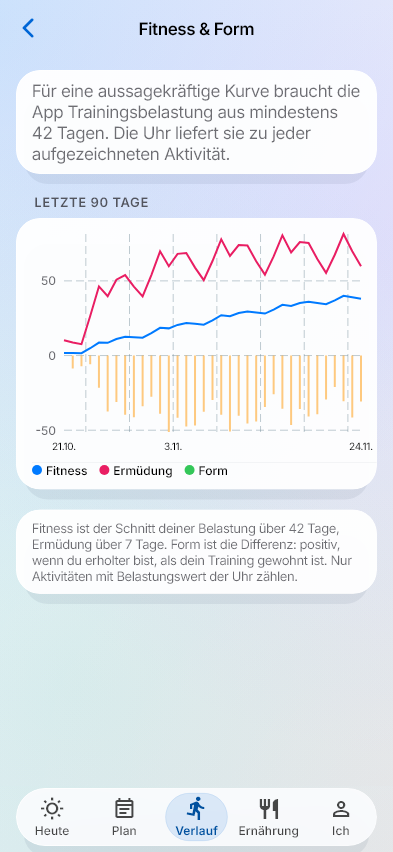 Fitness & Form
Für eine aussagekräftige Kurve braucht die
App Trainingsbelastung aus mindestens
42 Tagen. Die Uhr liefert sie zu jeder
aufgezeichneten Aktivität.
LETZTE 90 TAGE
50
0
-50
21.10.
3.11.
24.11.
Fitness
Ermüdung
Form
Fitness ist der Schnitt deiner Belastung über 42 Tage,
Ermüdung über 7 Tage. Form ist die Differenz: positiv,
wenn du erholter bist, als dein Training gewohnt ist. Nur
Aktivitäten mit Belastungswert der Uhr zählen.
Heute
Plan
Verlauf
Ernährung
Ich